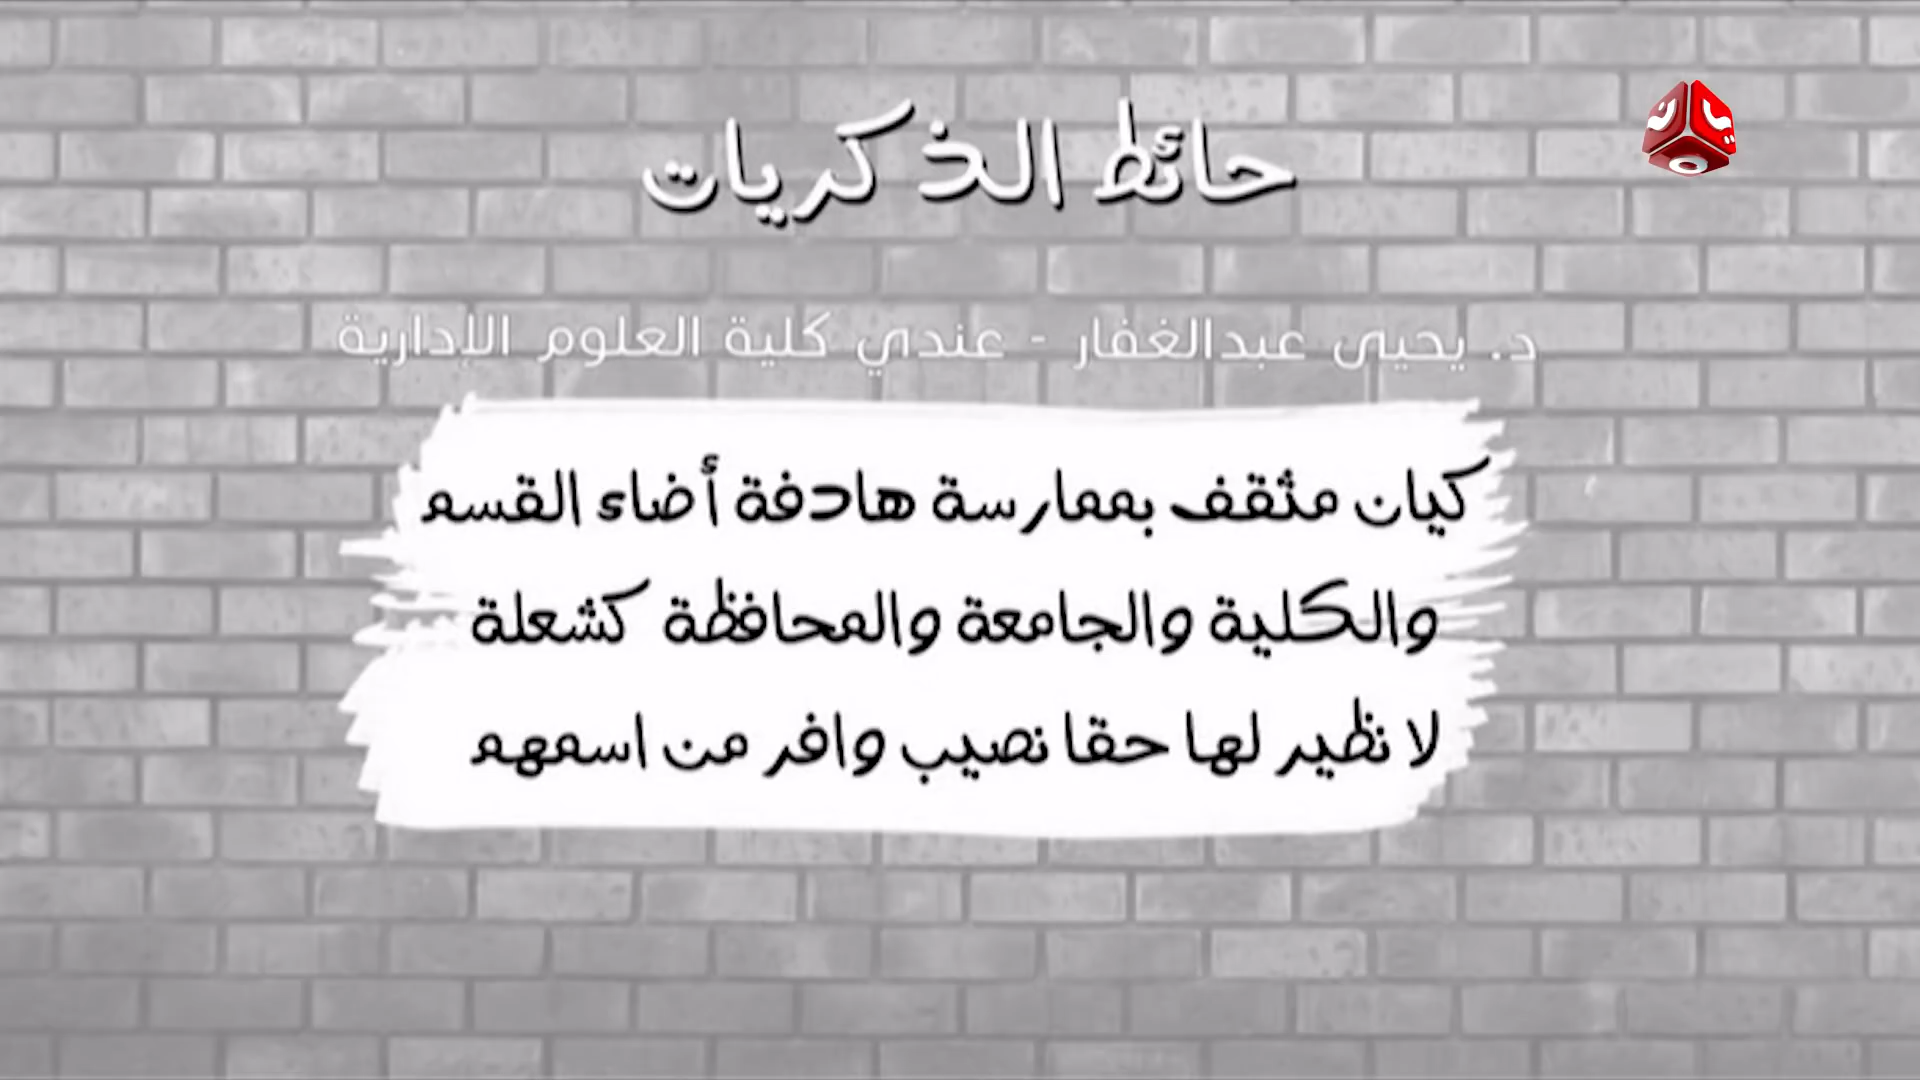 حائط الذكريات
د. يحيى عبدالغفار - عندي كلية العلوم الإدارية
كيان مثقف بممارسة هادفة أضاء القسم
والكلية والجامعة والمحافظة كشعلة
لا نظير لها حقا نصيب وافر من اسمهم